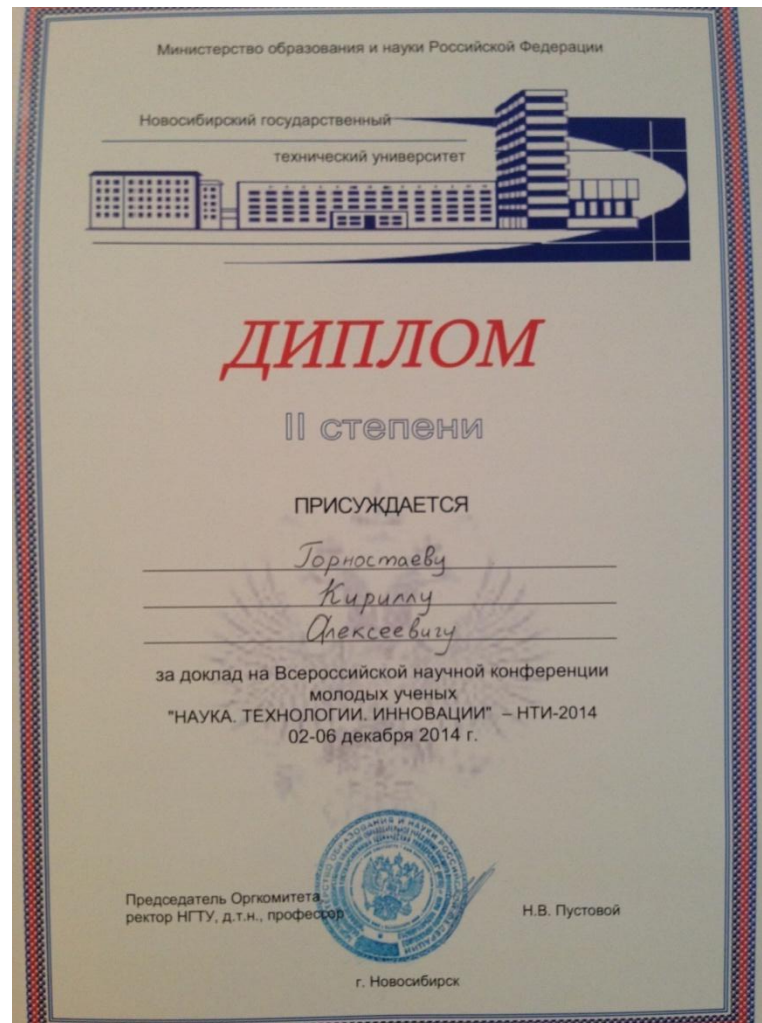 Министерство образования и науки Российской Федерации
Новосибирский государственный
технический университет
ДИПЛОМ
II степени
ПРИСУЖДАЕТСЯ
Горностаеву
Кириллу
Алексеевичу
за доклад на Всероссийской научной конференции
молодых ученых
"НАУКА. ТЕХНОЛОГИИ. ИННОВАЦИИ" – НТИ-2014
02-06 декабря 2014 г.
Председатель Оргкомитета
ректор НГТУ, д.т.н., профессор
Н.В. Пустовой
г. Новосибирск